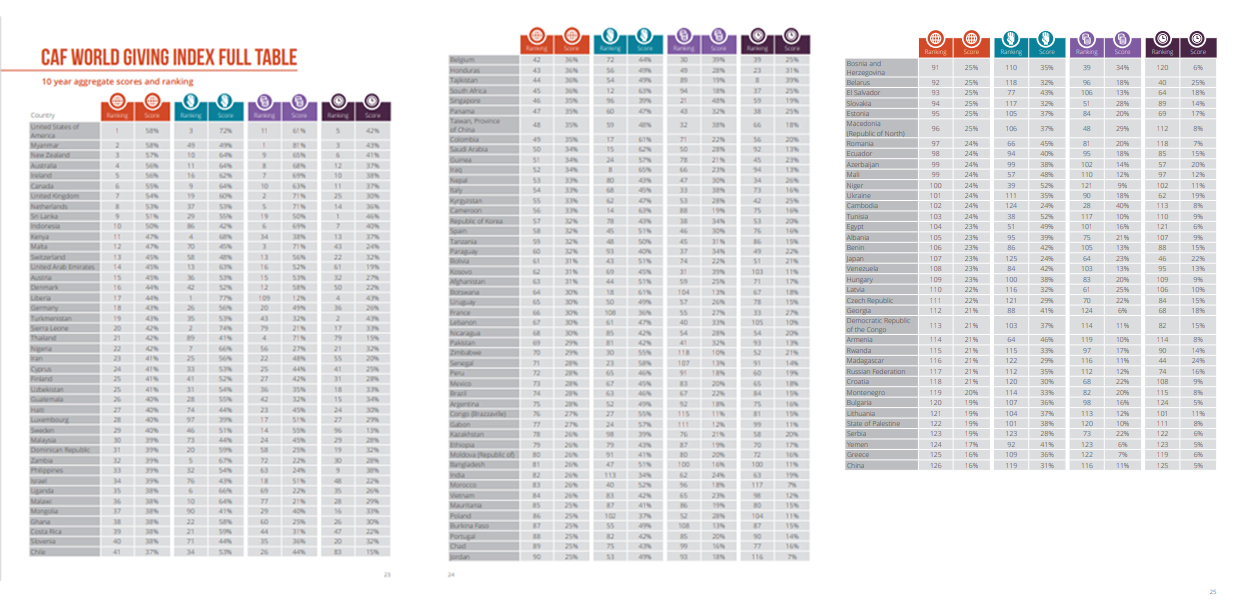 CAF WORLD GIVING INDEX FULL TABLE
10 year aggregate scores and ranking
Ranking Score Ranking Score Ranking Score Ranking Score
Country
United States of
America 1 58% 3 72% 11 61% 5 42%
Myanmar 2 58% 49 49% 1 81% 3 43%
New Zealand 3 57% 10 64% 9 65% 6 41%
Australia 4 56% 11 64% 8 68% 12 37%
Ireland 5 56% 16 62% 7 69% 10 38%
Canada 6 55% 9 64% 10 63% 11 37%
United Kingdom 7 54% 19 60% 2 71% 25 30%
Netherlands 8 53% 37 53% 5 71% 14 36%
Sri Lanka 9 51% 29 55% 19 50% 1 46%
Indonesia 10 50% 86 42% 6 69% 7 40%
Kenya 11 47% 4 68% 34 38% 13 37%
Malta 12 47% 70 45% 3 71% 43 24%
Switzerland 13 45% 58 48% 13 56% 22 32%
United Arab Emirates 14 45% 13 63% 16 52% 61 19%
Austria 15 45% 36 53% 15 53% 32 27%
Denmark 16 44% 42 52% 12 58% 50 22%
Liberia 17 44% 1 77% 109 12% 4 43%
Germany 18 43% 26 56% 20 49% 36 26%
Turkmenistan 19 43% 35 53% 43 32% 2 43%
Sierra Leone 20 42% 2 74% 79 21% 17 33%
Thailand 21 42% 89 41% 4 71% 79 15%
Nigeria 22 42% 7 66% 56 27% 21 32%
Iran 23 41% 25 56% 22 48% 55 20%
Cyprus 24 41% 33 53% 25 44% 41 25%
Finland 25 41% 41 52% 27 42% 31 28%
Uzbekistan 25 41% 31 54% 36 35% 18 33%
Guatemala 26 40% 28 55% 42 32% 15 34%
Haiti 27 40% 74 44% 23 45% 24 30%
Luxembourg 28 40% 97 39% 17 51% 27 29%
Sweden 29 40% 46 51% 14 55% 96 13%
Malaysia 30 39% 73 44% 24 45% 29 28%
Dominican Republic 31 39% 20 59% 58 25% 19 32%
Zambia 32 39% 5 67% 72 22% 30 28%
Philippines 33 39% 32 54% 63 24% 9 38%
Israel 34 39% 76 43% 18 51% 48 22%
Uganda 35 38% 6 66% 69 22% 35 26%
Malawi 36 38% 10 64% 77 21% 28 29%
Mongolia 37 38% 90 41% 29 40% 16 33%
Ghana 38 38% 22 58% 60 25% 26 30%
Costa Rica 39 38% 21 59% 44 31% 47 22%
Slovenia 40 38% 71 44% 35 36% 20 32%
Chile 41 37% 34 53% 26 44% 83 15%
23
Ranking Score Ranking Score Ranking Score Ranking Score
Belgium 42 36% 72 44% 30 39% 39 25%
Honduras 43 36% 56 49% 49 28% 23 31%
Tajikistan 44 36% 54 49% 89 19% 8 39%
South Africa 45 36% 12 63% 94 18% 37 25%
Singapore 46 35% 96 39% 21 48% 59 19%
Panama 47 35% 60 47% 43 32% 38 25%
Taiwan, Province
of China 48 35% 59 48% 32 38% 66 18%
Colombia 49 35% 17 61% 71 22% 56 20%
Saudi Arabia 50 34% 15 62% 50 28% 92 13%
Guinea 51 34% 24 57% 78 21% 45 23%
Iraq 52 34% 8 65% 66 23% 94 13%
Nepal 53 33% 80 43% 47 30% 34 26%
Italy 54 33% 68 45% 33 38% 73 16%
Kyrgyzstan 55 33% 62 47% 53 28% 42 25%
Cameroon 56 33% 14 63% 88 19% 75 16%
Republic of Korea 57 32% 78 43% 38 34% 53 20%
Spain 58 32% 45 51% 46 30% 76 16%
Tanzania 59 32% 48 50% 45 31% 86 15%
Paraguay 60 32% 93 40% 37 34% 49 22%
Bolivia 61 31% 43 51% 74 22% 51 21%
Kosovo 62 31% 69 45% 31 39% 103 11%
Afghanistan 63 31% 44 51% 59 25% 71 17%
Botswana 64 30% 18 61% 104 13% 67 18%
Uruguay 65 30% 50 49% 57 26% 78 15%
France 66 30% 108 36% 55 27% 33 27%
Lebanon 67 30% 61 47% 40 33% 105 10%
Nicaragua 68 30% 85 42% 54 28% 54 20%
Pakistan 69 29% 81 42% 41 32% 93 13%
Zimbabwe 70 29% 30 55% 118 10% 52 21%
Senegal 71 28% 23 58% 107 13% 91 14%
Peru 72 28% 65 46% 91 18% 60 19%
Mexico 73 28% 67 45% 83 20% 65 18%
Brazil 74 28% 63 46% 67 22% 84 15%
Argentina 75 28% 52 49% 92 18% 75 16%
Congo (Brazzaville) 76 27% 27 55% 115 11% 81 15%
Gabon 77 27% 24 57% 111 12% 99 11%
Kazakhstan 78 26% 98 39% 76 21% 58 20%
Ethiopia 79 26% 79 43% 87 19% 70 17%
Moldova (Republic of) 80 26% 91 41% 80 20% 72 16%
Bangladesh 81 26% 47 51% 100 16% 100 11%
India 82 26% 113 34% 62 24% 63 19%
Morocco 83 26% 40 52% 96 18% 117 7%
Vietnam 84 26% 83 42% 65 23% 98 12%
Mauritania 85 25% 87 41% 86 19% 80 15%
Poland 86 25% 102 37% 52 28% 104 11%
Burkina Faso 87 25% 55 49% 108 13% 87 15%
Portugal 88 25% 82 42% 85 20% 90 14%
Chad 89 25% 75 43% 99 16% 77 16%
Jordan 90 25% 53 49% 93 18% 116 7%
24
Ranking Score Ranking Score Ranking Score Ranking Score
Bosnia and
Herzegovina 91 25% 110 35% 39 34% 120 6%
Belarus 92 25% 118 32% 96 18% 40 25%
El Salvador 93 25% 77 43% 106 13% 64 18%
Slovakia 94 25% 117 32% 51 28% 89 14%
Estonia 95 25% 105 37% 84 20% 69 17%
Macedonia
(Republic of North) 96 25% 106 37% 48 29% 112 8%
Romania 97 24% 66 45% 81 20% 118 7%
Ecuador 98 24% 94 40% 95 18% 85 15%
Azerbaijan 99 24% 99 38% 102 14% 57 20%
Mali 99 24% 57 48% 110 12% 97 12%
Niger 100 24% 39 52% 121 9% 102 11%
Ukraine 101 24% 111 35% 90 18% 62 19%
Cambodia 102 24% 124 24% 28 40% 113 8%
Tunisia 103 24% 38 52% 117 10% 110 9%
Egypt 104 23% 51 49% 101 16% 121 6%
Albania 105 23% 95 39% 75 21% 107 9%
Benin 106 23% 86 42% 105 13% 88 15%
Japan 107 23% 125 24% 64 23% 46 22%
Venezuela 108 23% 84 42% 103 13% 95 13%
Hungary 109 23% 100 38% 83 20% 109 9%
Latvia 110 22% 116 32% 61 25% 106 10%
Czech Republic 111 22% 121 29% 70 22% 84 15%
Georgia 112 21% 88 41% 124 6% 68 18%
Democratic Republic
of the Congo 113 21% 103 37% 114 11% 82 15%
Armenia 114 21% 64 46% 119 10% 114 8%
Rwanda 115 21% 115 33% 97 17% 90 14%
Madagascar 116 21% 122 29% 116 11% 44 24%
Russian Federation 117 21% 112 35% 112 12% 74 16%
Croatia 118 21% 120 30% 68 22% 108 9%
Montenegro 119 20% 114 33% 82 20% 115 8%
Bulgaria 120 19% 107 36% 98 16% 124 5%
Lithuania 121 19% 104 37% 113 12% 101 11%
State of Palestine 122 19% 101 38% 120 10% 111 8%
Serbia 123 19% 123 28% 73 22% 122 6%
Yemen 124 17% 92 41% 123 6% 123 5%
Greece 125 16% 109 36% 122 7% 119 6%
China 126 16% 119 31% 116 11% 125 5%
25